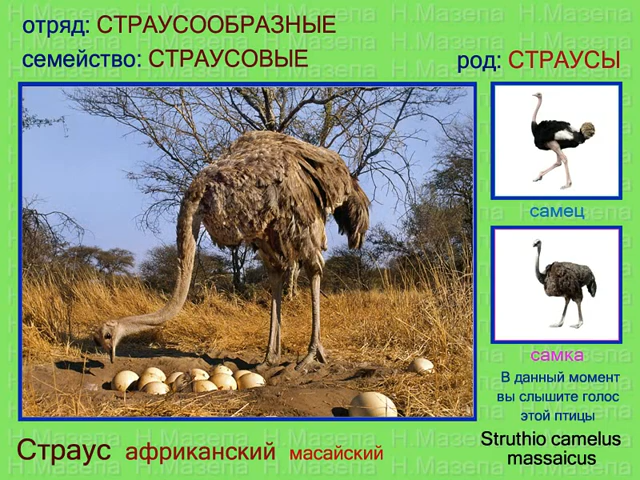 отряд: СТРАУСООБРАЗНЫЕ
семейство: СТРАУСОВЫЕ
род: СТРАУСЫ
самец
самка
В данный момент
вы слышите голос
этой птицы
Страус африканский масайский
Struthio camelus
massaicus
Н.Мазепа